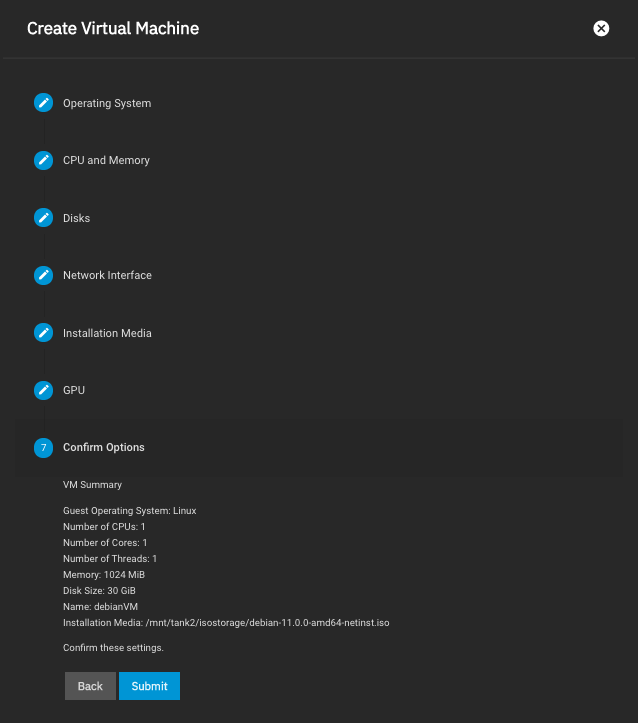 Create Virtual Machine
Operating System
CPU and Memory
Disks
Network Interface
Installation Media
GPU
7 Confirm Options
VM Summary
Guest Operating System: Linux
Number of CPUs: 1
Number of Cores: 1
Number of Threads: 1
Memory: 1024 MiB
Disk Size: 30 GiB
Name: debianVM
Installation Media: /mnt/tank2/isostorage/debian-11.0.0-amd64-netinst.iso
Confirm these settings.
Back Submit